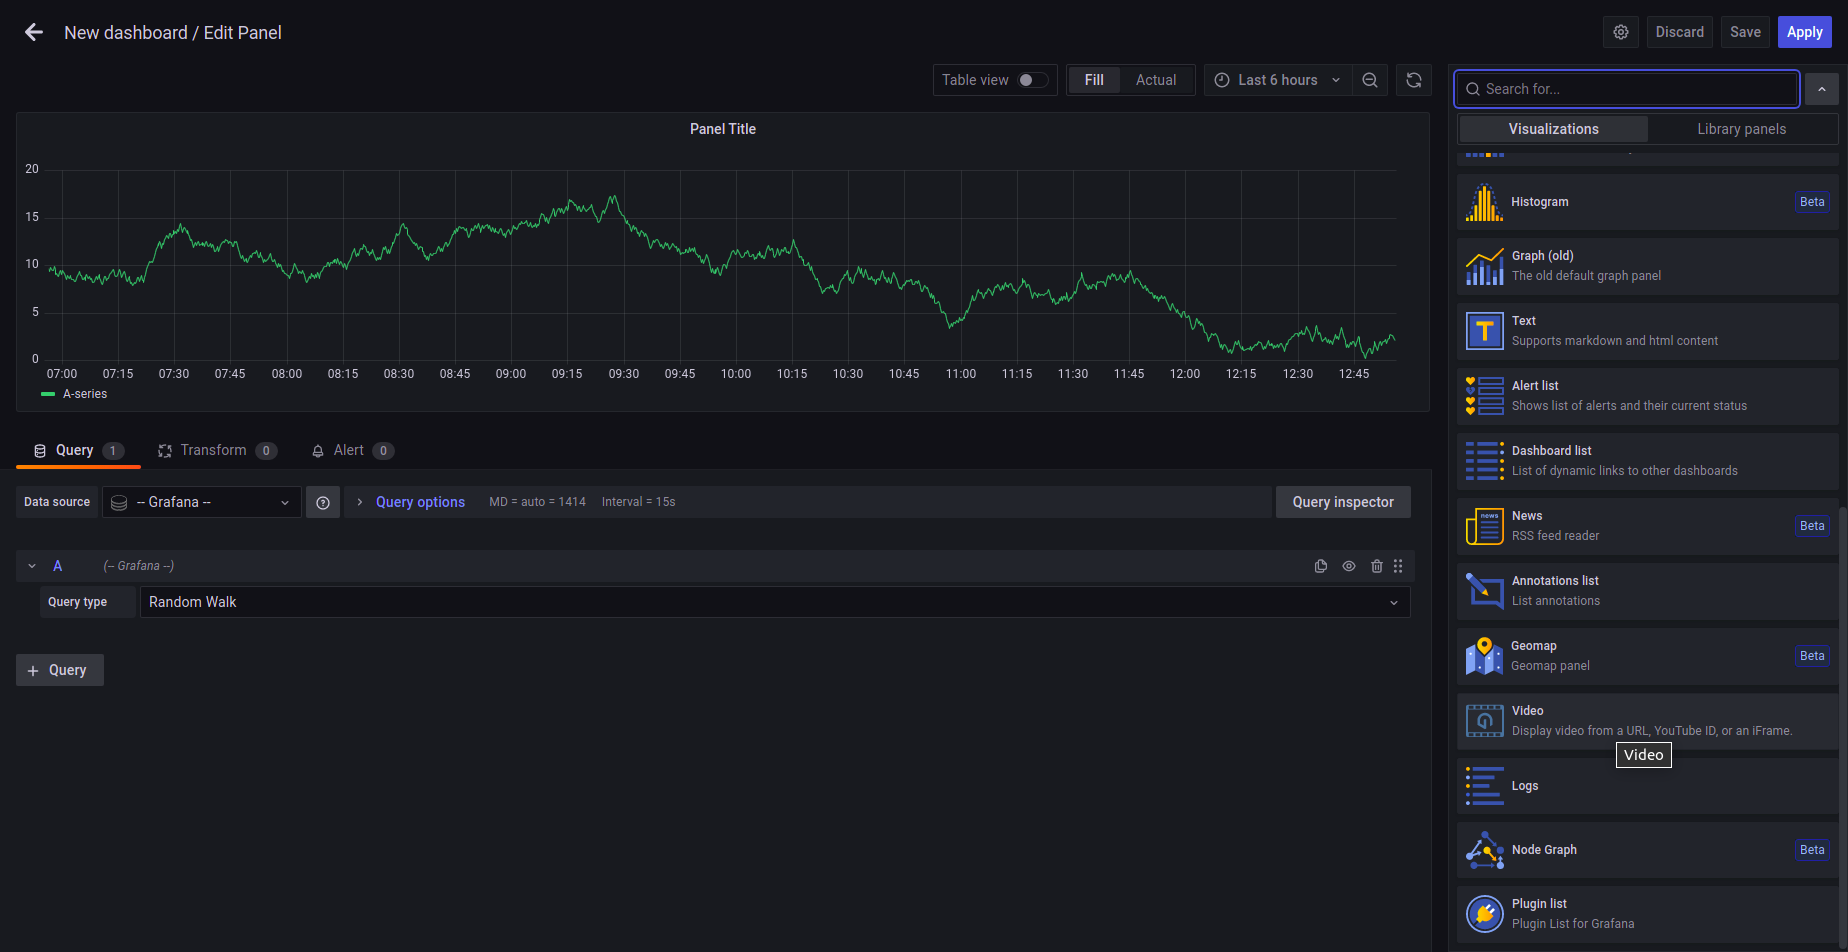 New dashboard / Edit Panel
Discard
Save
Apply
Table view
Fill
Actual
Last 6 hours
Search for...
Visualizations
Library panels
Panel Title
20
15
10
5
0
07:00 07:15 07:30 07:45 08:00 08:15 08:30 08:45 09:00 09:15 09:30 09:45 10:00 10:15 10:30 10:45 11:00 11:15 11:30 11:45 12:00 12:15 12:30 12:45
A-series
Query 1
Transform 0
Alert 0
Data source
-- Grafana --
Query options
MD = auto = 1414
Interval = 15s
Query inspector
A
(-- Grafana --)
Query type
Random Walk
+ Query
Histogram
Beta
Graph (old)
The old default graph panel
T
Text
Supports markdown and html content
Alert list
Shows list of alerts and their current status
Dashboard list
List of dynamic links to other dashboards
news
News
RSS feed reader
Beta
Annotations list
List annotations
Geomap
Geomap panel
Beta
Video
Display video from a URL, YouTube ID, or an iFrame.
Video
Logs
Node Graph
Beta
Plugin list
Plugin List for Grafana